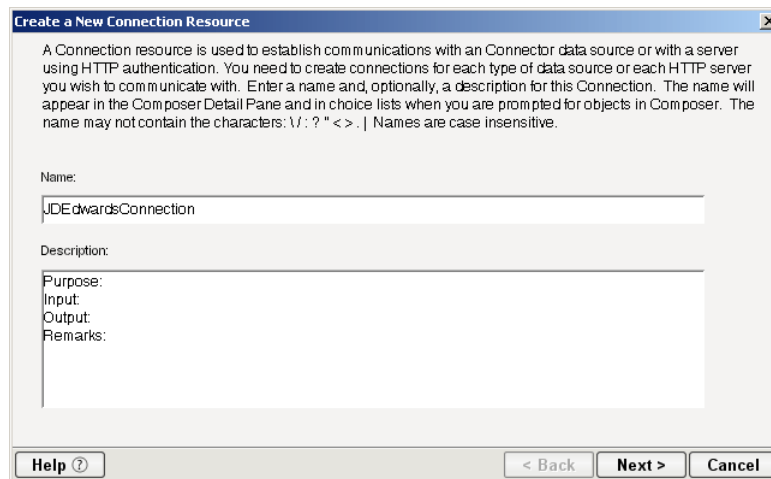 Create a New Connection Resource
A Connection resource is used to establish communications with an Connector data source or with a server
using HTTP authentication. You need to create connections for each type of data source or each HTTP server
you wish to communicate with. Enter a name and, optionally, a description for this Connection. The name will
appear in the Composer Detail Pane and in choice lists when you are prompted for objects in Composer. The
name may not contain the characters: \ / : ? " < > . | Names are case insensitive.
Name:
JDEdwardsConnection
Description:
Purpose:
Input:
Output:
Remarks:
Help ?
< Back Next > Cancel